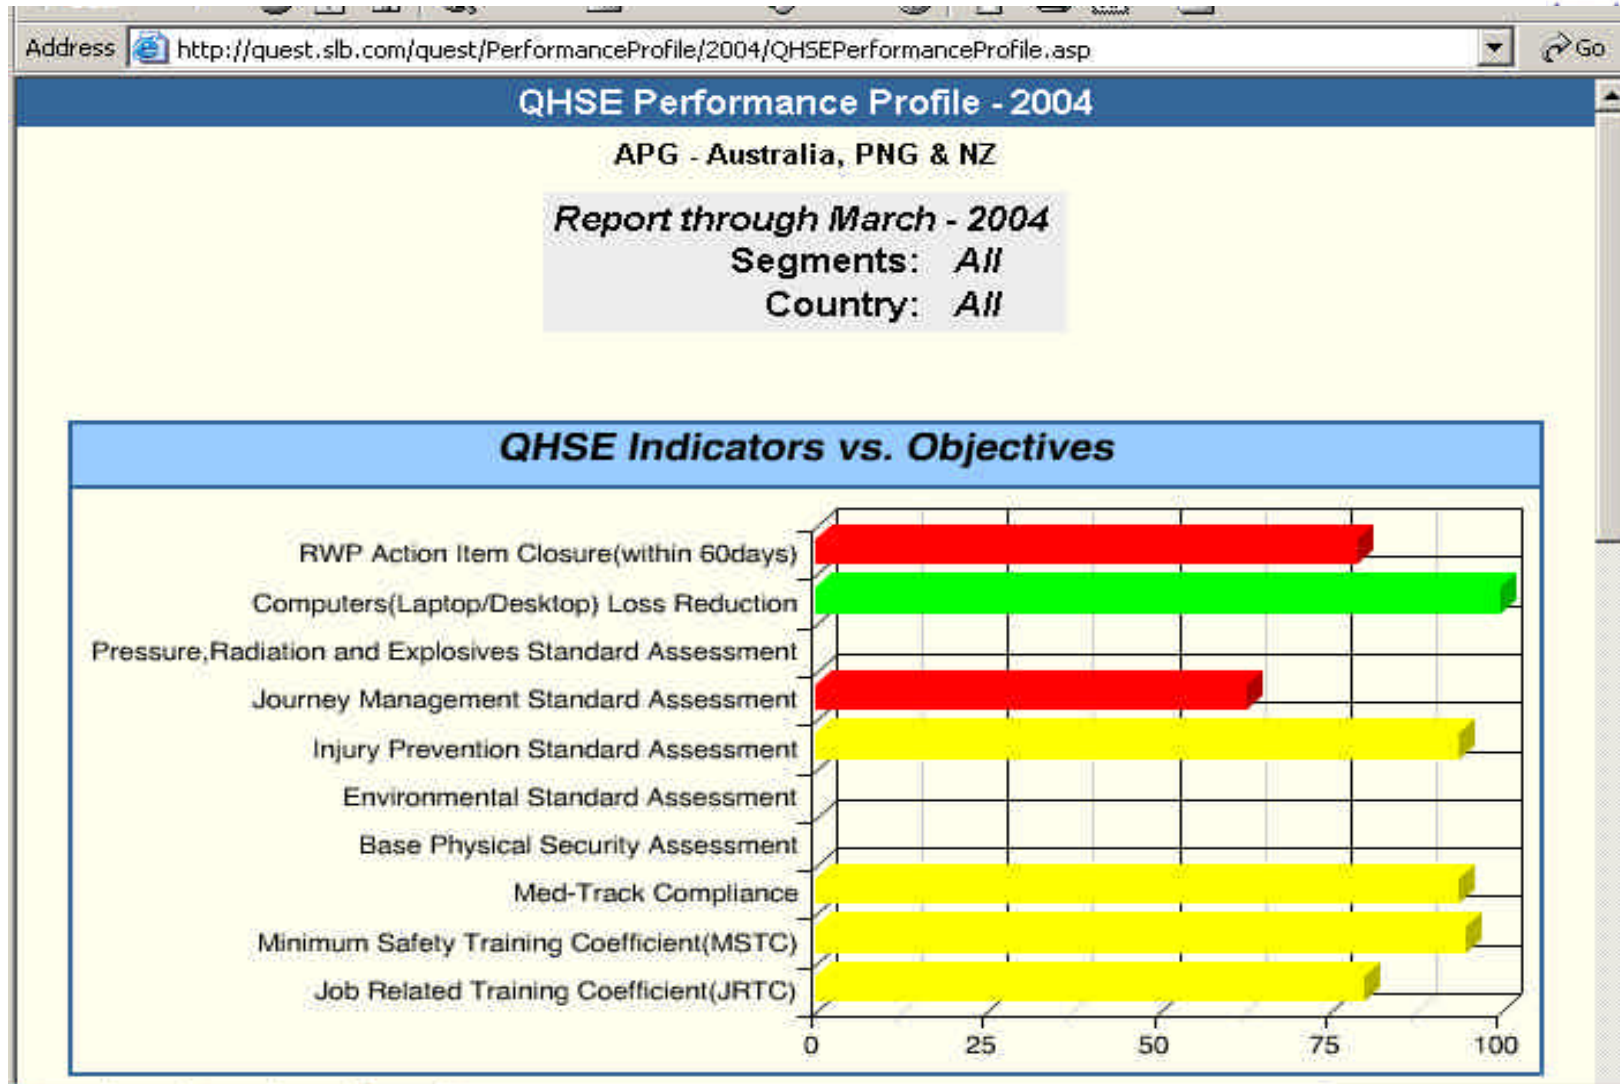 Address http://quest.slb.com/quest/PerformanceProfile/2004/QHSEPerformanceProfile.asp Go
QHSE Performance Profile - 2004
APG - Australia, PNG & NZ
Report through March - 2004
Segments: All
Country: All
QHSE Indicators vs. Objectives
RWP Action Item Closure(within 60days)
Computers(Laptop/Desktop) Loss Reduction
Pressure,Radiation and Explosives Standard Assessment
Journey Management Standard Assessment
Injury Prevention Standard Assessment
Environmental Standard Assessment
Base Physical Security Assessment
Med-Track Compliance
Minimum Safety Training Coefficient(MSTC)
Job Related Training Coefficient(JRTC)
0 25 50 75 100